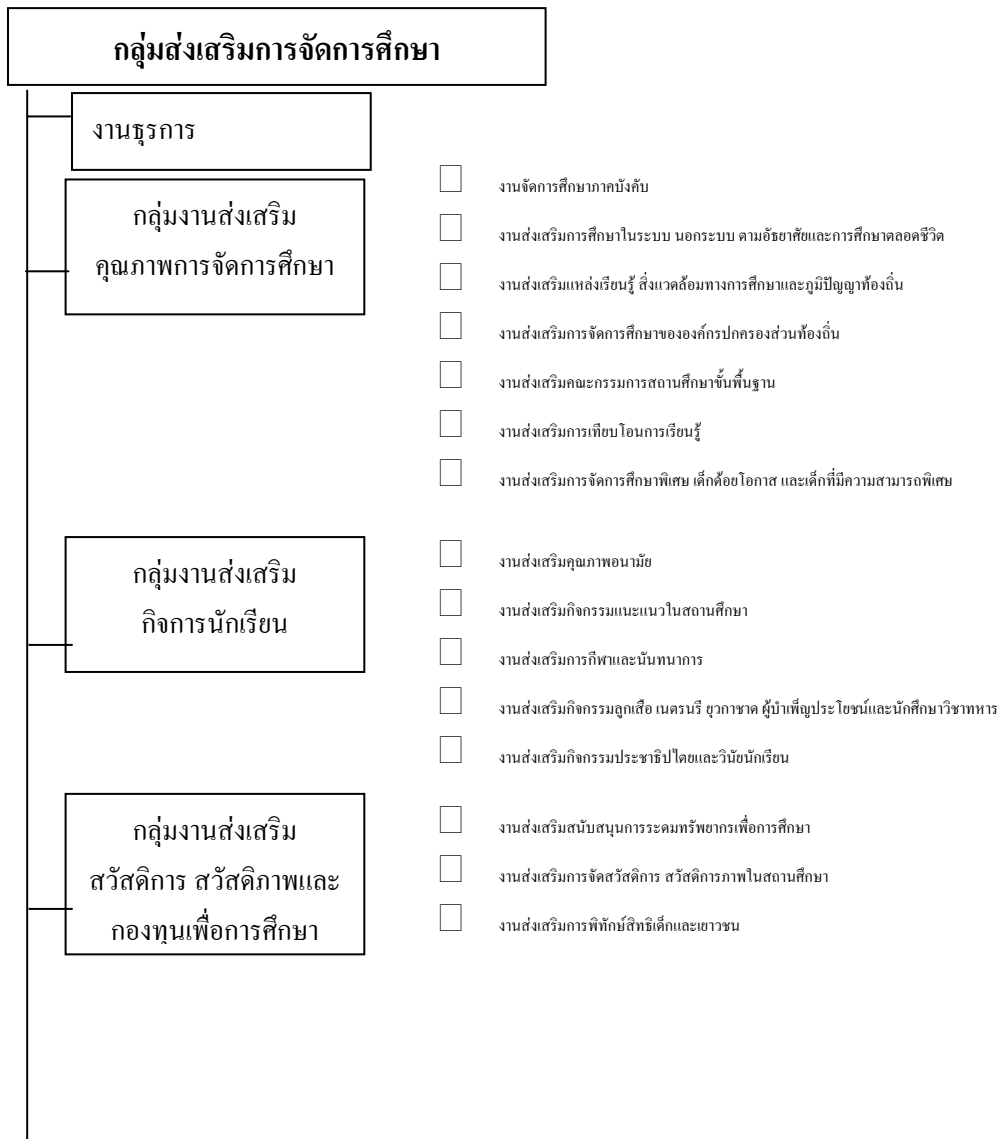 กลุ่มส่งเสริมการจัดการศึกษา
งานธุรการ
กลุ่มงานส่งเสริม
คุณภาพการจัดการศึกษา
งานจัดการศึกษาภาคบังคับ
งานส่งเสริมการศึกษาในระบบ นอกระบบ ตามอัธยาศัยและการศึกษาตลอดชีวิต
งานส่งเสริมแหล่งเรียนรู้ สิ่งแวดล้อมทางการศึกษาและภูมิปัญญาท้องถิ่น
งานส่งเสริมการจัดการศึกษาขององค์กรปกครองส่วนท้องถิ่น
งานส่งเสริมคณะกรรมการสถานศึกษาขั้นพื้นฐาน
งานส่งเสริมการเทียบโอนการเรียนรู้
งานส่งเสริมการจัดการศึกษาพิเศษ เด็กด้อยโอกาส และเด็กที่มีความสามารถพิเศษ
กลุ่มงานส่งเสริม
กิจการนักเรียน
งานส่งเสริมคุณภาพอนามัย
งานส่งเสริมกิจกรรมแนะแนวในสถานศึกษา
งานส่งเสริมการกีฬาและนันทนาการ
งานส่งเสริมกิจกรรมลูกเสือ เนตรนรี ยุวกาชาด ผู้บำเพ็ญประโยชน์และนักศึกษาวิชาทหาร
งานส่งเสริมกิจกรรมประชาธิปไตยและวินัยนักเรียน
กลุ่มงานส่งเสริม
สวัสดิการ สวัสดิภาพและ
กองทุนเพื่อการศึกษา
งานส่งเสริมสนับสนุนการระดมทรัพยากรเพื่อการศึกษา
งานส่งเสริมการจัดสวัสดิการ สวัสดิการภาพในสถานศึกษา
งานส่งเสริมการพิทักษ์สิทธิเด็กและเยาวชน